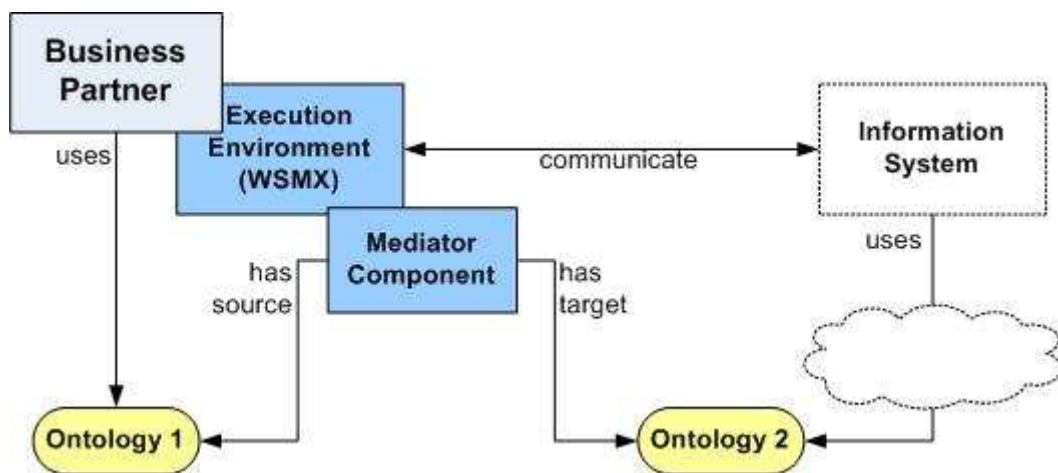 Business
Partner
Execution
Environment
(WSMX)
uses
communicate
Information
System
Mediator
Component
uses
has
source
has
target
Ontology 1
Ontology 2